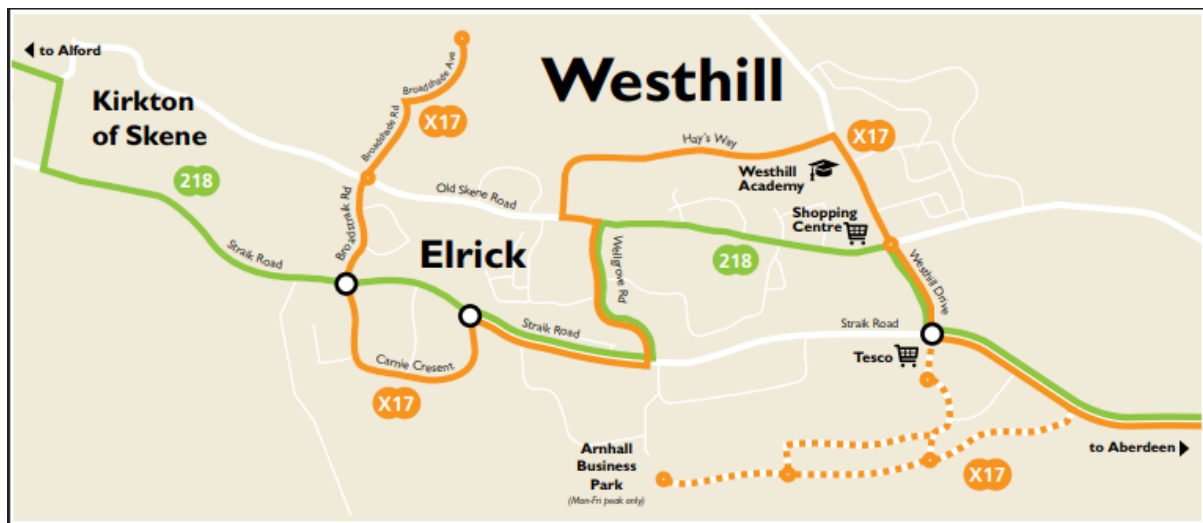 to Alford
Westhill
Kirkton
of Skene
Broadshade Ave
X17
Broadshade Rd
Hay's Way
X17
Westhill
Academy
218
Old Skene Road
Shopping
Centre
Broadstraik Rd
Elrick
Wellgrove Rd
218
Westhill Drive
Straik Road
Straik Road
Straik Road
Tesco
Carnie Cresent
X17
Arnhall
Business
Park
(Mon-Fri peak only)
X17
to Aberdeen